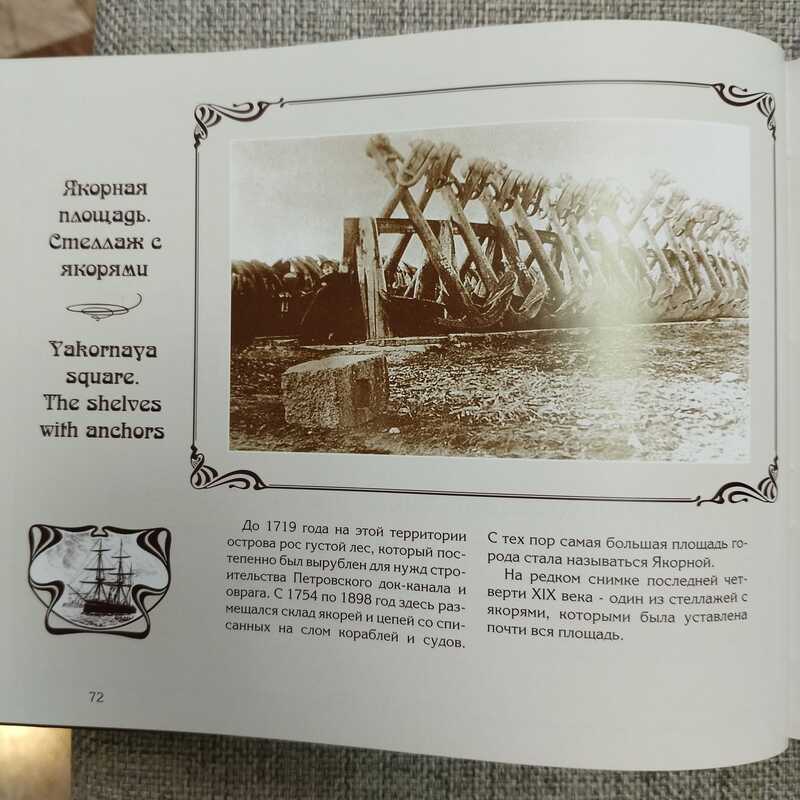 Якорная
площадь.
Стеллаж с
якорями
Yakornaya
square.
The shelves
with anchors
До 1719 года на этой территории
острова рос густой лес, который пос-
тепенно был вырублен для нужд стро-
ительства Петровского док-канала и
оврага. С 1754 по 1898 год здесь раз-
мещался склад якорей и цепей со спи-
санных на слом кораблей и судов.
С тех пор самая большая площадь го-
рода стала называться Якорной.
На редком снимке последней чет-
верти XIX века - один из стеллажей с
якорями, которыми была уставлена
почти вся площадь.
72